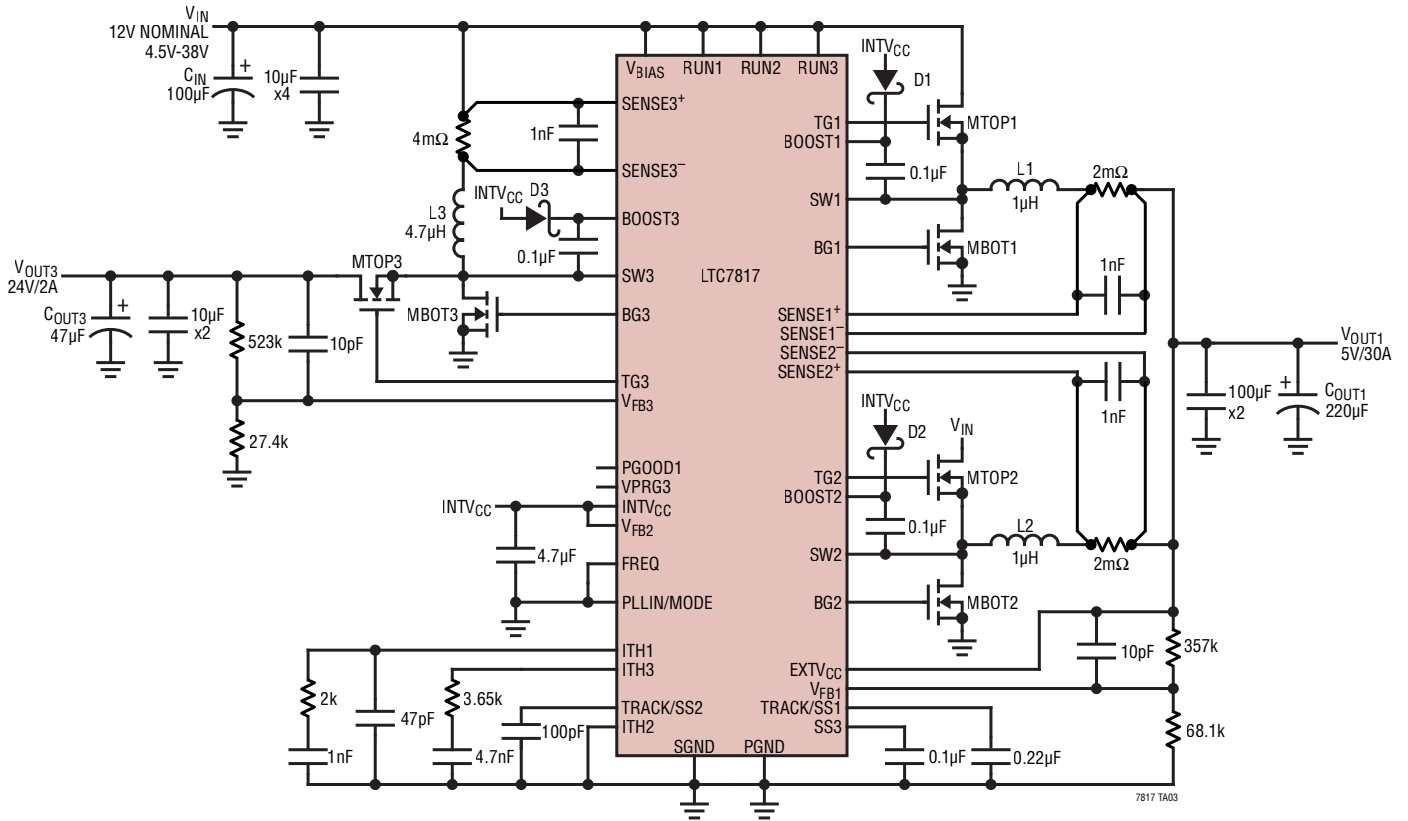 VIN
12V NOMINAL
4.5V-38V
CIN
100µF
+
10µF
x4
4mΩ
1nF
L3
4.7µH
INTVCC
D3
0.1µF
VOUT3
24V/2A
MTOP3
MBOT3
COUT3
47µF
+
10µF
x2
523k
10pF
27.4k
INTVCC
4.7µF
2k
1nF
47pF
3.65k
4.7nF
100pF
VBIAS
RUN1
RUN2
RUN3
SENSE3+
SENSE3−
BOOST3
SW3
BG3
TG3
VFB3
PGOOD1
VPRG3
INTVCC
VFB2
FREQ
PLLIN/MODE
ITH1
ITH3
TRACK/SS2
ITH2
SGND
PGND
LTC7817
TG1
BOOST1
SW1
BG1
SENSE1+
SENSE1−
SENSE2−
SENSE2+
TG2
BOOST2
SW2
BG2
EXTVCC
VFB1
TRACK/SS1
SS3
INTVCC
D1
MTOP1
0.1µF
L1
1µH
2mΩ
MBOT1
1nF
VOUT1
5V/30A
1nF
100µF
x2
+
COUT1
220µF
INTVCC
D2
VIN
MTOP2
0.1µF
L2
1µH
2mΩ
MBOT2
10pF
357k
68.1k
0.1µF
0.22µF
7817 TA03